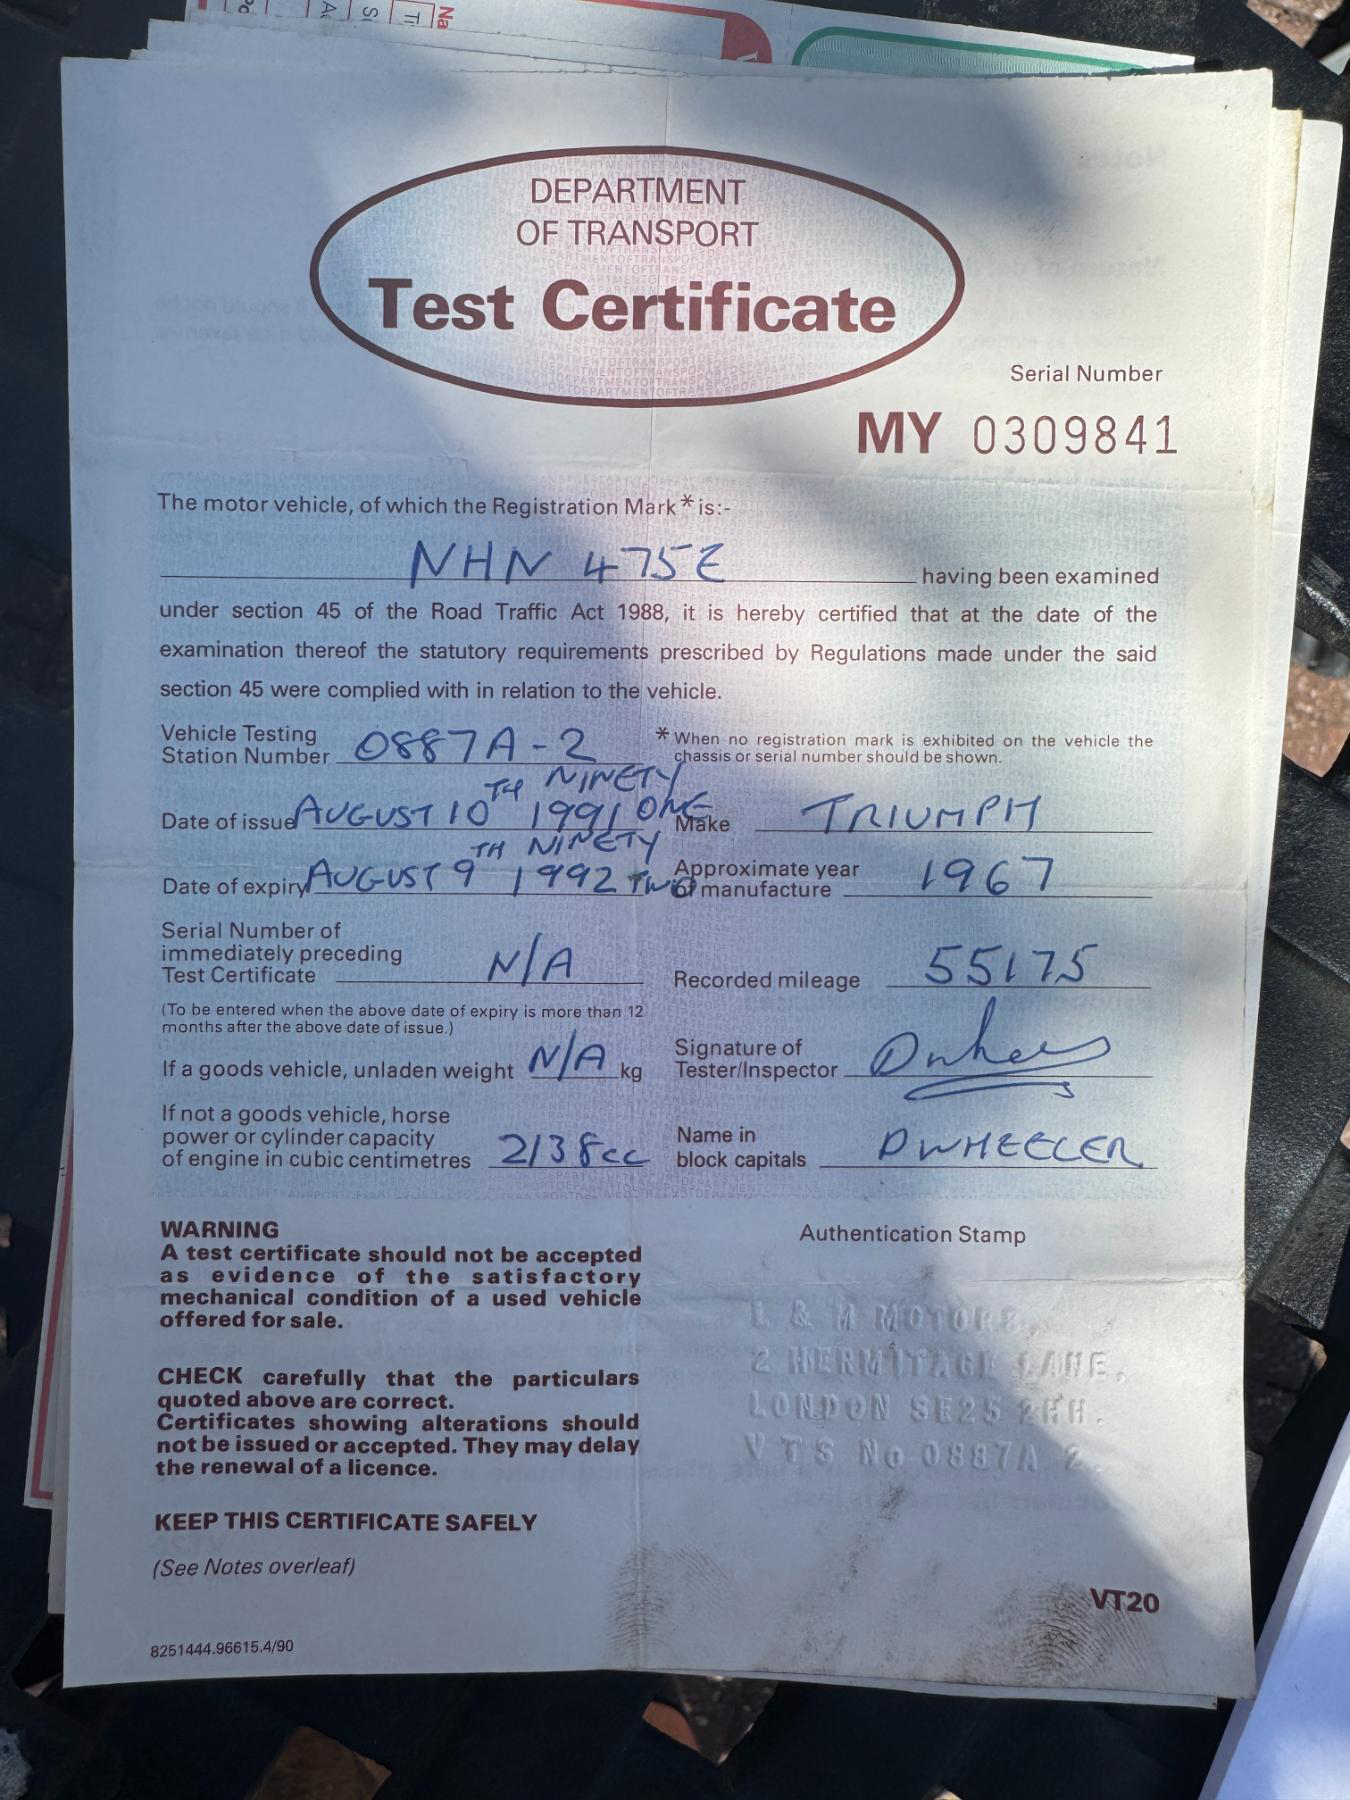 DEPARTMENT
OF TRANSPORT
Test Certificate
Serial Number
MY 0309841
The motor vehicle, of which the Registration Mark * is:-
NHN 475E having been examined
under section 45 of the Road Traffic Act 1988, it is hereby certified that at the date of the
examination thereof the statutory requirements prescribed by Regulations made under the said
section 45 were complied with in relation to the vehicle.
Vehicle Testing
Station Number 0887A-2
* When no registration mark is exhibited on the vehicle the
chassis or serial number should be shown.
Date of issue AUGUST 10TH 1991 NINETY ONE
Make TRIUMPH
Date of expiry AUGUST 9TH 1992 NINETY TWO
Approximate year
of manufacture 1967
Serial Number of
immediately preceding
Test Certificate N/A
Recorded mileage 55175
(To be entered when the above date of expiry is more than 12
months after the above date of issue.)
If a goods vehicle, unladen weight N/A kg
Signature of
Tester/Inspector
If not a goods vehicle, horse
power or cylinder capacity
of engine in cubic centimetres 2138cc
Name in
block capitals D WHEELER
WARNING
A test certificate should not be accepted
as evidence of the satisfactory
mechanical condition of a used vehicle
offered for sale.
CHECK carefully that the particulars
quoted above are correct.
Certificates showing alterations should
not be issued or accepted. They may delay
the renewal of a licence.
KEEP THIS CERTIFICATE SAFELY
(See Notes overleaf)
8251444.96615.4/90
Authentication Stamp
L & M MOTORS,
2 HERMITAGE LANE,
LONDON SE25 2HH.
VTS No 0887A 2.
VT20